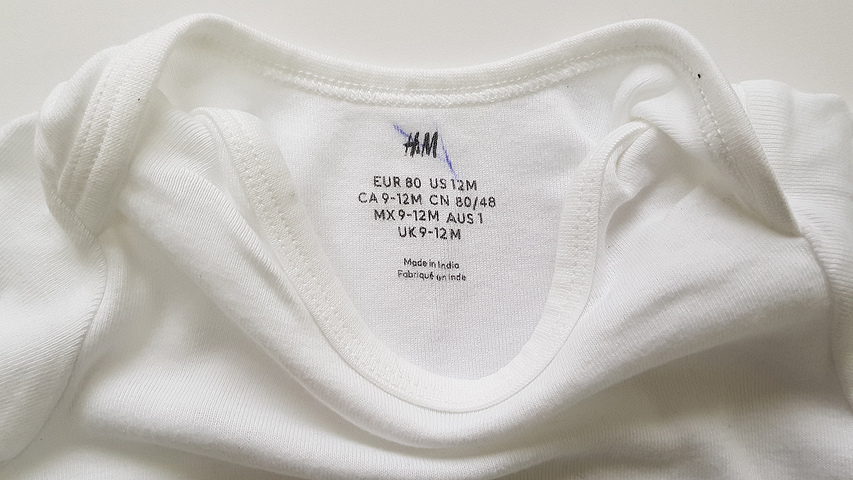 H&M
EUR 80 US 12M
CA 9-12M CN 80/48
MX 9-12M AUS 1
UK 9-12M
Made in India
Fabriqué en Inde